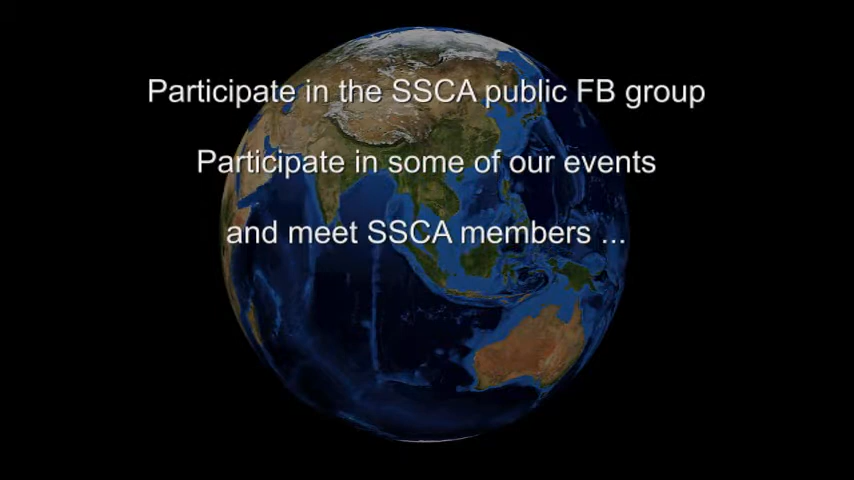 Participate in the SSCA public FB group
Participate in some of our events
and meet SSCA members ...